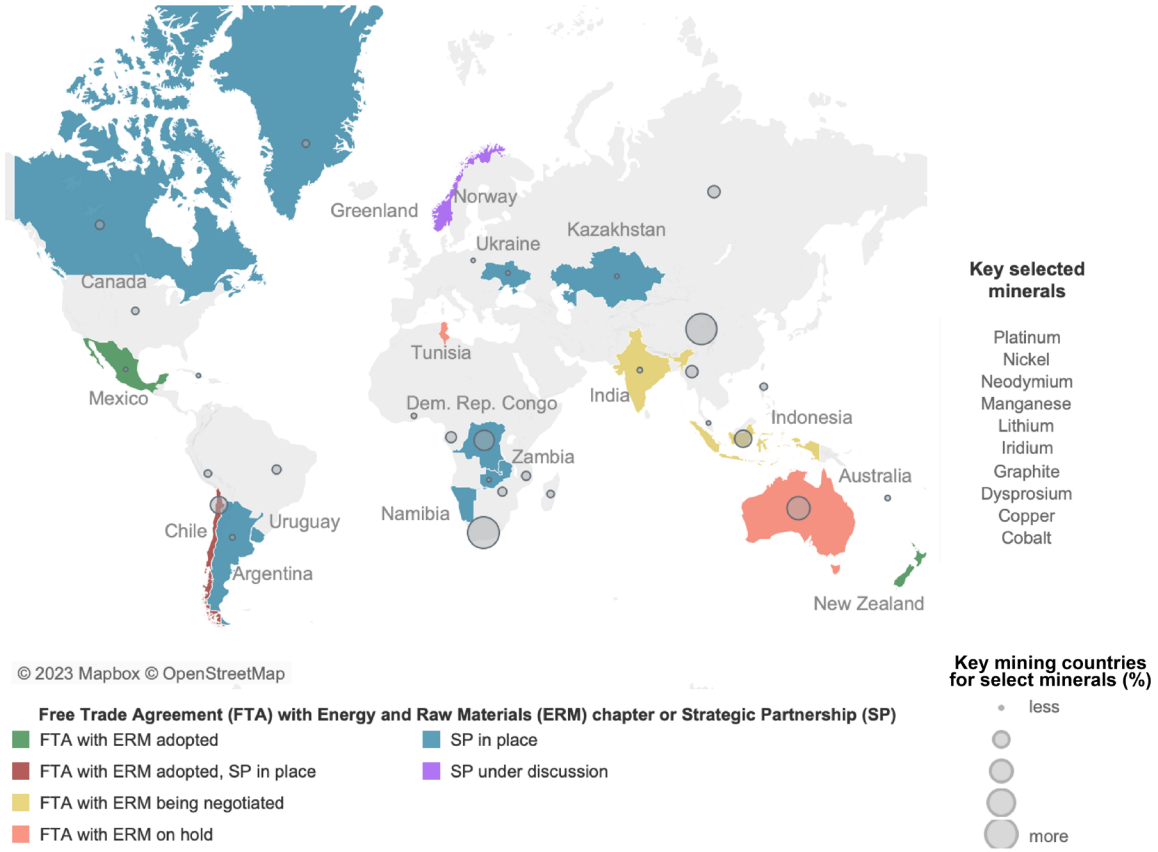 Greenland
Norway
Ukraine
Kazakhstan
Canada
Tunisia
Mexico
India
Dem. Rep. Congo
Indonesia
Zambia
Australia
Namibia
Chile
Uruguay
Argentina
New Zealand
Key selected
minerals
Platinum
Nickel
Neodymium
Manganese
Lithium
Iridium
Graphite
Dysprosium
Copper
Cobalt
© 2023 Mapbox © OpenStreetMap
Key mining countries
for select minerals (%)
less
more
Free Trade Agreement (FTA) with Energy and Raw Materials (ERM) chapter or Strategic Partnership (SP)
FTA with ERM adopted
FTA with ERM adopted, SP in place
FTA with ERM being negotiated
FTA with ERM on hold
SP in place
SP under discussion